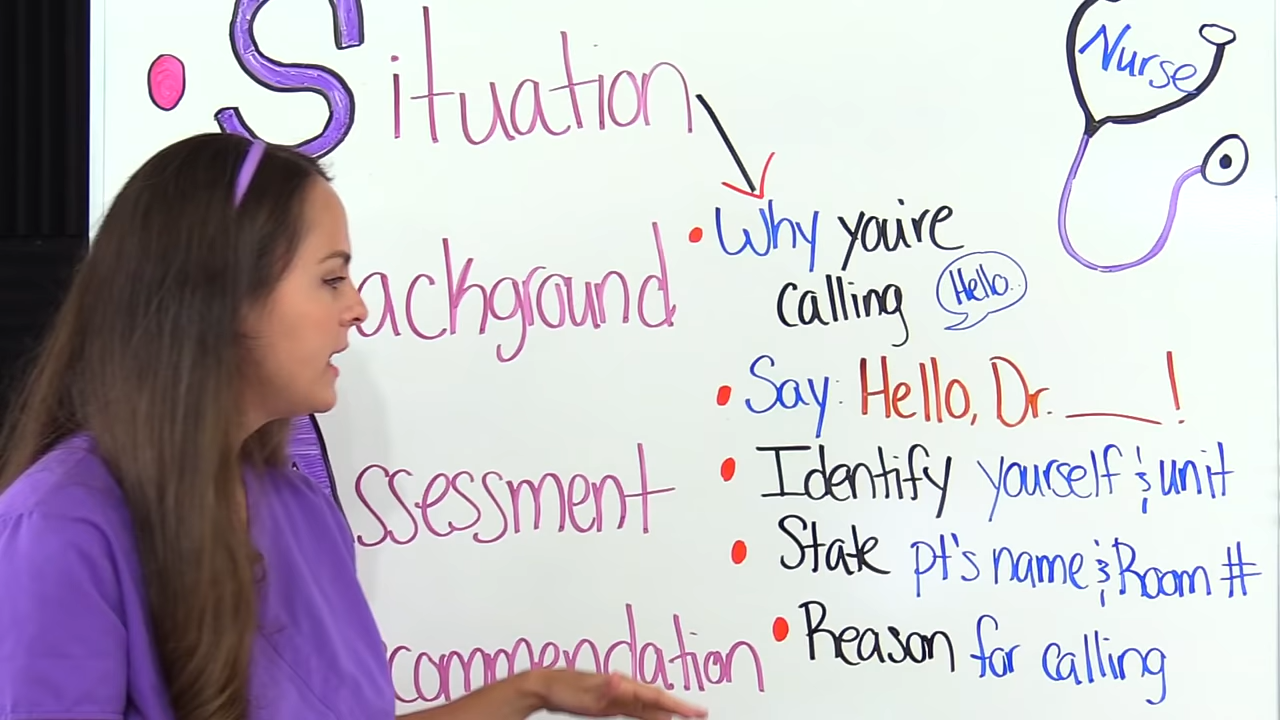 Situation
Nurse
ackground
Why you're
calling
Hello.
Say: Hello, Dr. ___!
Identify yourself & unit
ssessment
State pt's name & Room #
commendation
Reason for calling